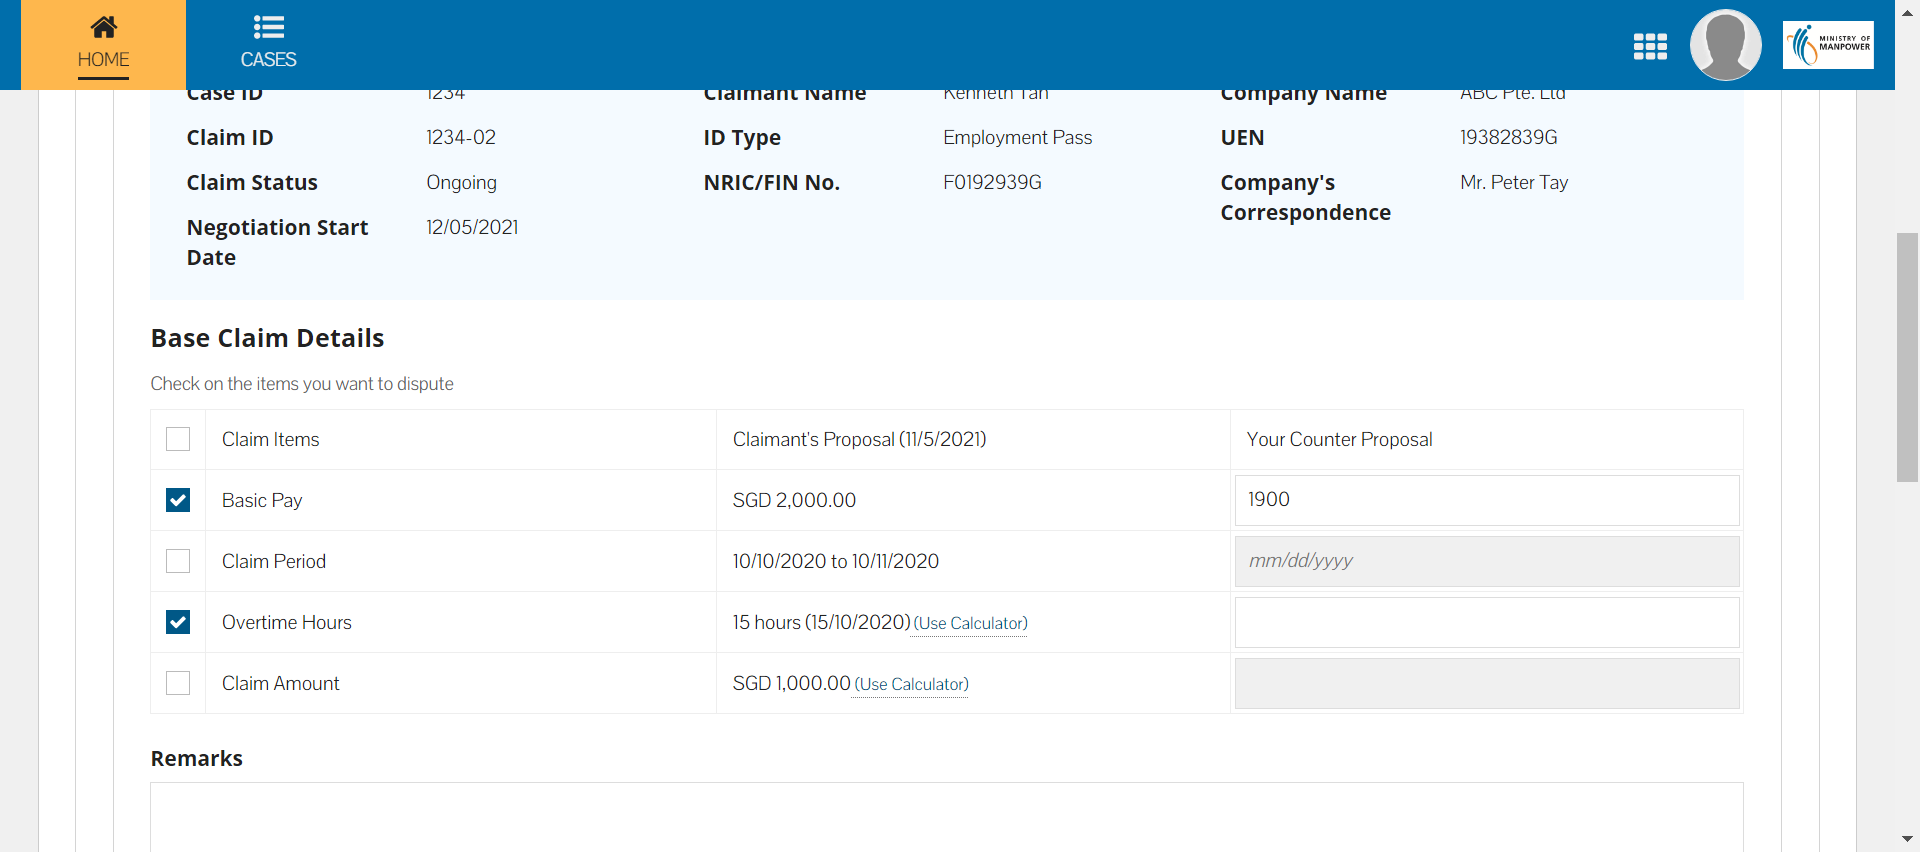 HOME
CASES
MINISTRY OF
MANPOWER
Case ID 1234 Claimant Name Kenneth Tan Company Name ABC Pte. Ltd
Claim ID 1234-02 ID Type Employment Pass UEN 19382839G
Claim Status Ongoing NRIC/FIN No. F0192939G Company's Mr. Peter Tay
Correspondence
Negotiation Start 12/05/2021
Date
Base Claim Details
Check on the items you want to dispute
Claim Items Claimant's Proposal (11/5/2021) Your Counter Proposal
Basic Pay SGD 2,000.00 1900
Claim Period 10/10/2020 to 10/11/2020 mm/dd/yyyy
Overtime Hours 15 hours (15/10/2020) (Use Calculator)
Claim Amount SGD 1,000.00 (Use Calculator)
Remarks